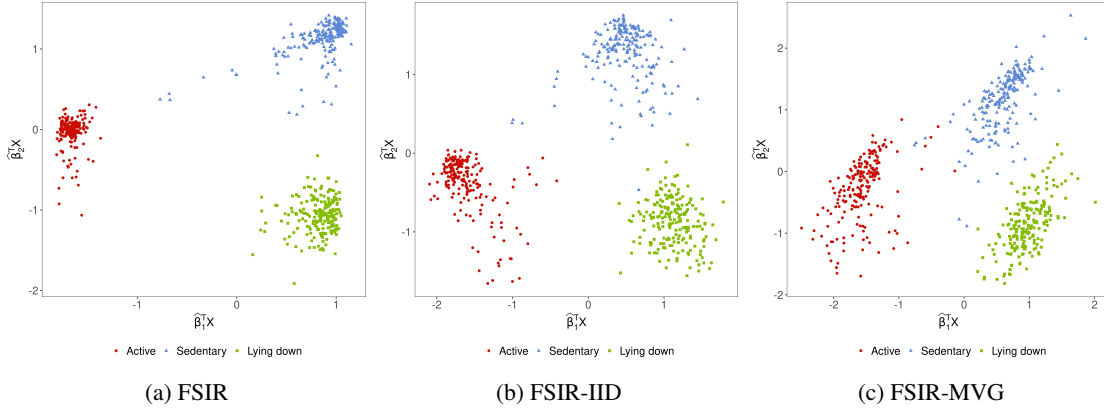 1
0
-1
-2
β̂₂ᵀX
-1
0
1
β̂₁ᵀX
Active Sedentary Lying down
(a) FSIR
1
0
-1
β̂₂ᵀX
-2
-1
0
1
β̂₁ᵀX
Active Sedentary Lying down
(b) FSIR-IID
2
1
0
-1
-2
β̂₂ᵀX
-2
-1
0
1
2
β̂₁ᵀX
Active Sedentary Lying down
(c) FSIR-MVG